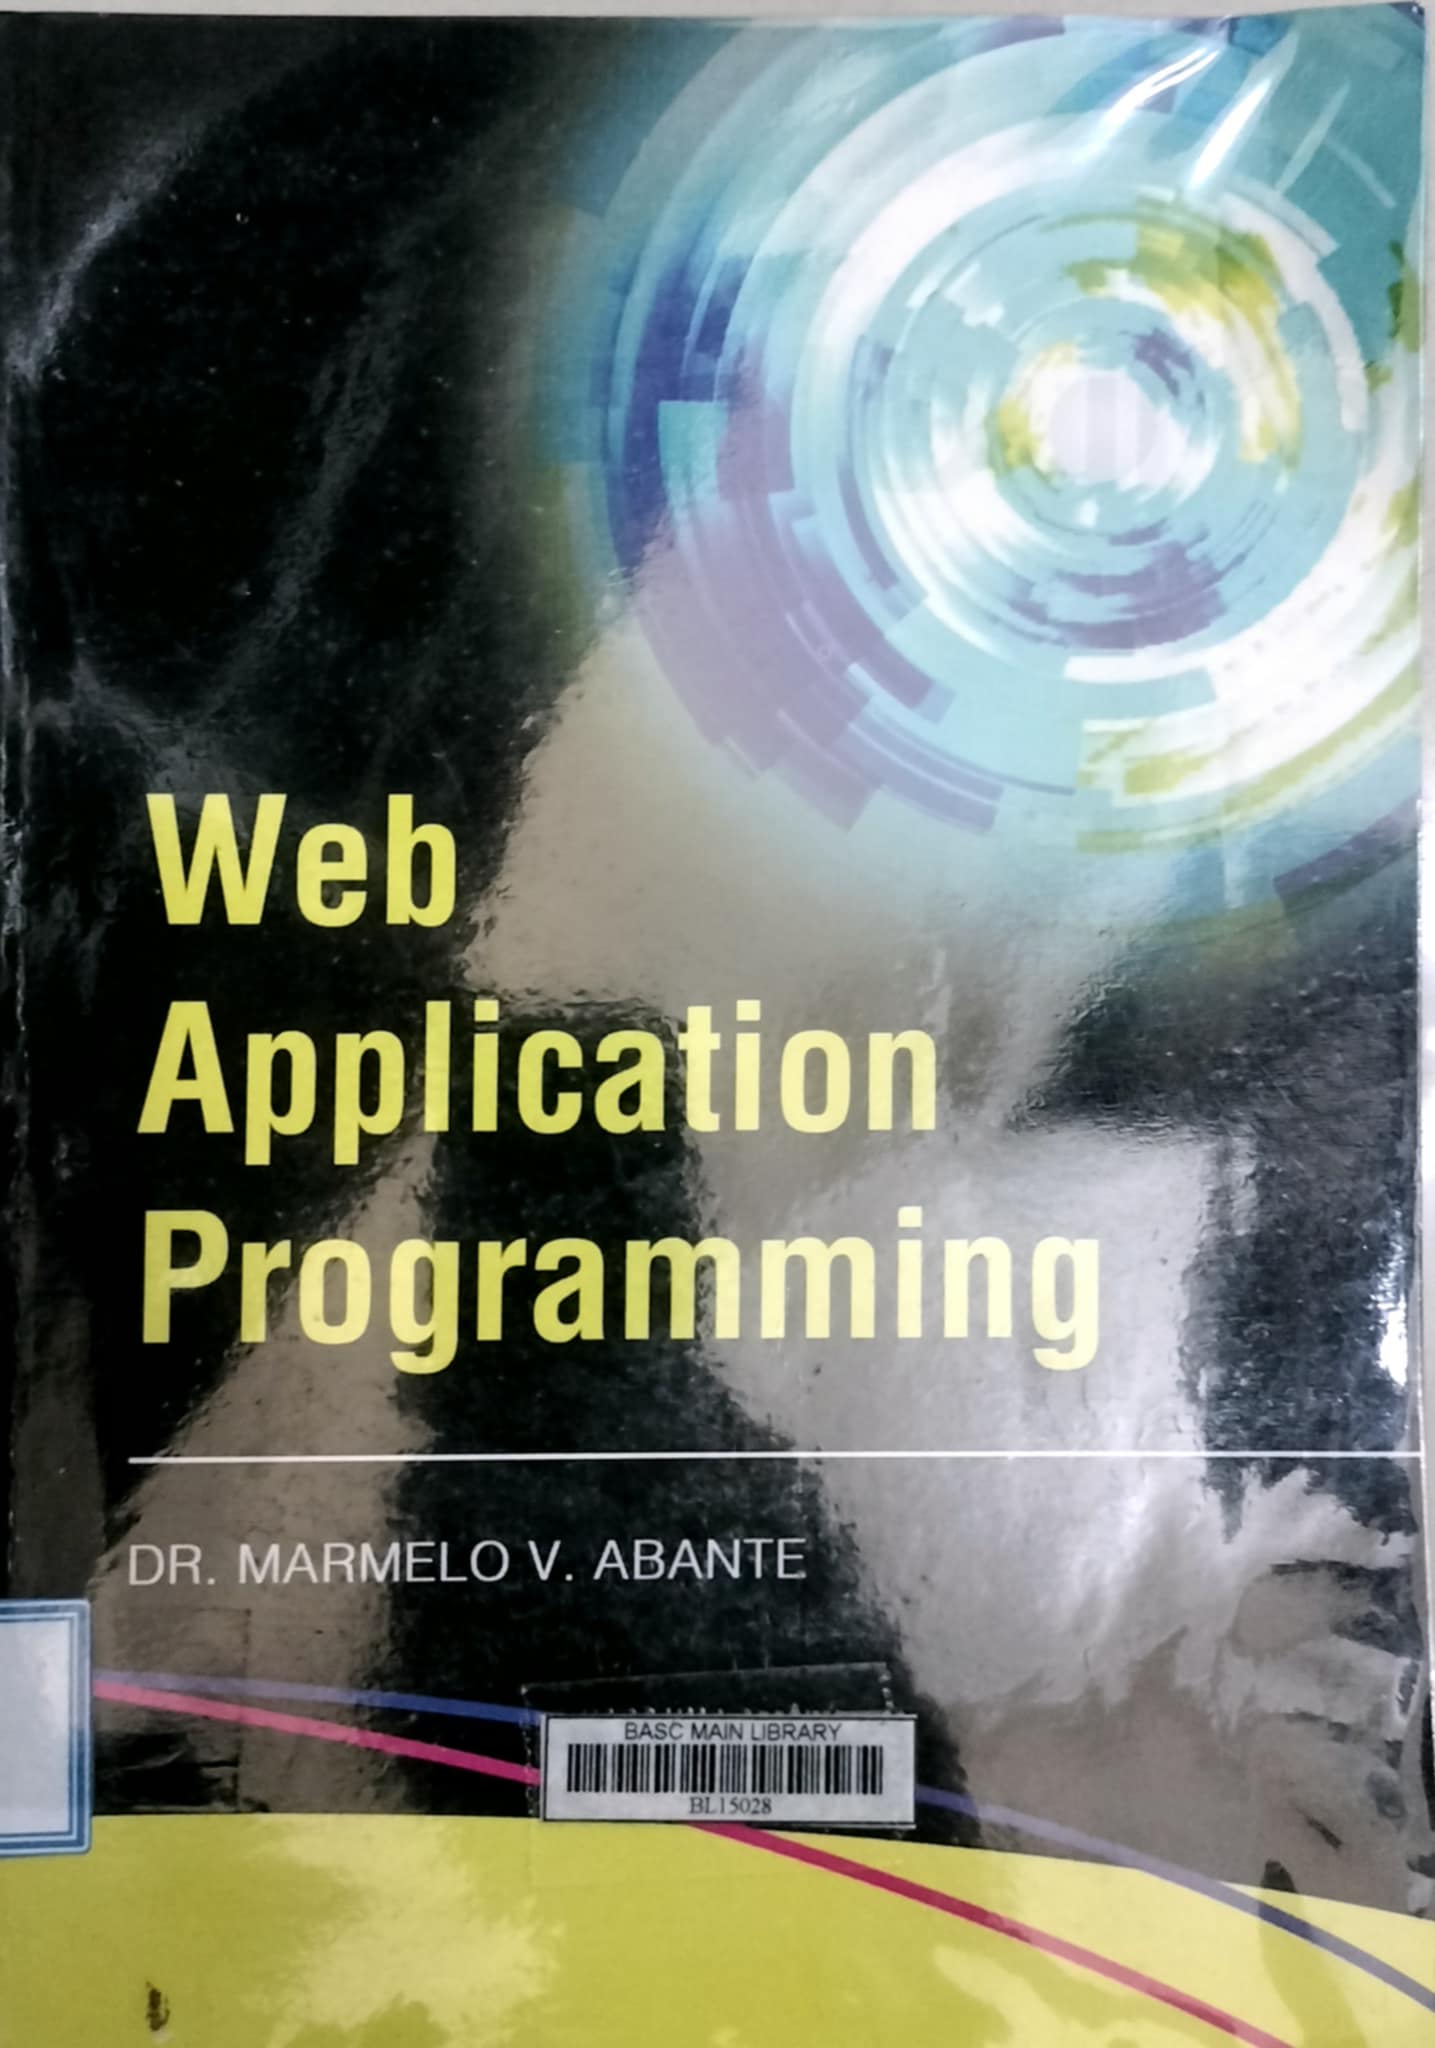 Web
Application
Programming
DR. MARMELO V. ABANTE
BASC MAIN LIBRARY
BL15028